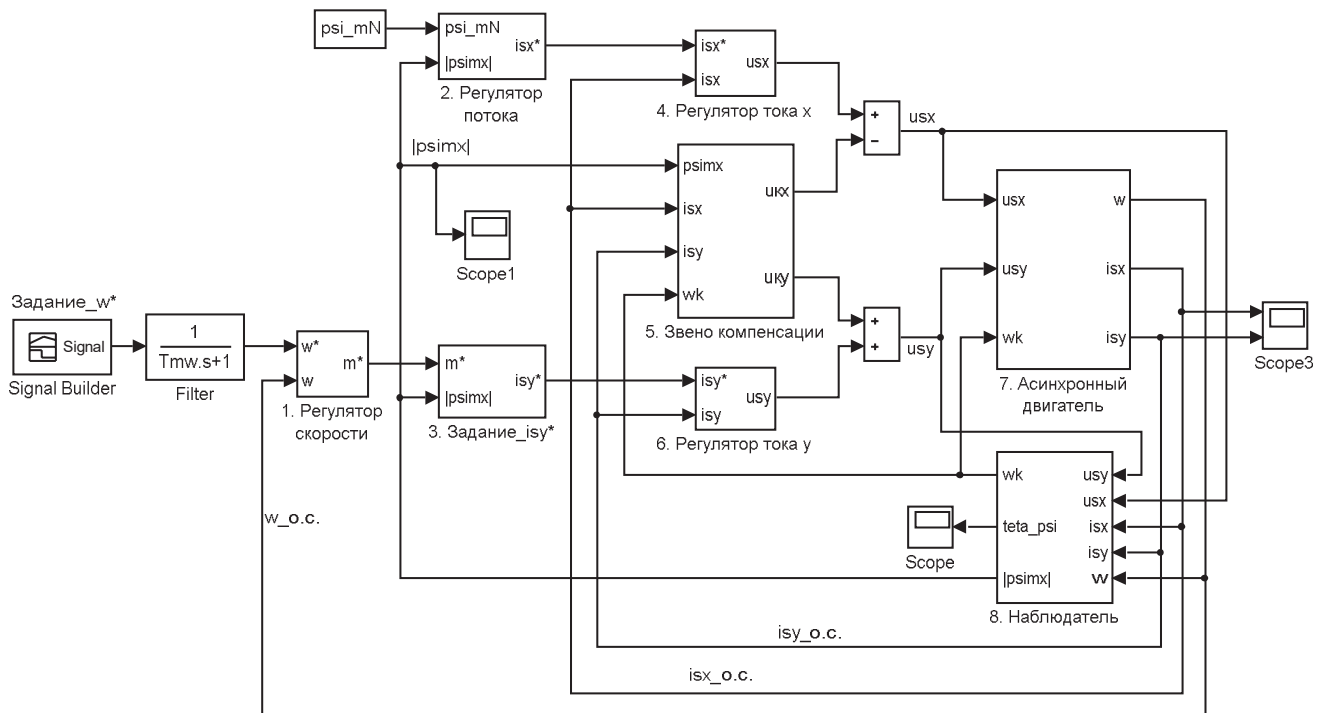 psi_mN
psi_mN
|psimx|
isx*
2. Регулятор
потока
isx*
isx
usx
4. Регулятор тока x
+
−
usx
|psimx|
Scope1
psimx
isx
isy
wk
uкx
uкy
5. Звено компенсации
usx
usy
wk
w
isx
isy
7. Асинхронный
двигатель
Scope3
Задание_w*
Signal
Signal Builder
1
Tmw.s+1
Filter
w*
w
m*
1. Регулятор
скорости
m*
|psimx|
isy*
3. Задание_isy*
isy*
isy
usy
6. Регулятор тока y
+
+
usy
wk
teta_psi
|psimx|
usy
usx
isx
isy
w
8. Наблюдатель
Scope
w_о.с.
isy_о.с.
isx_о.с.